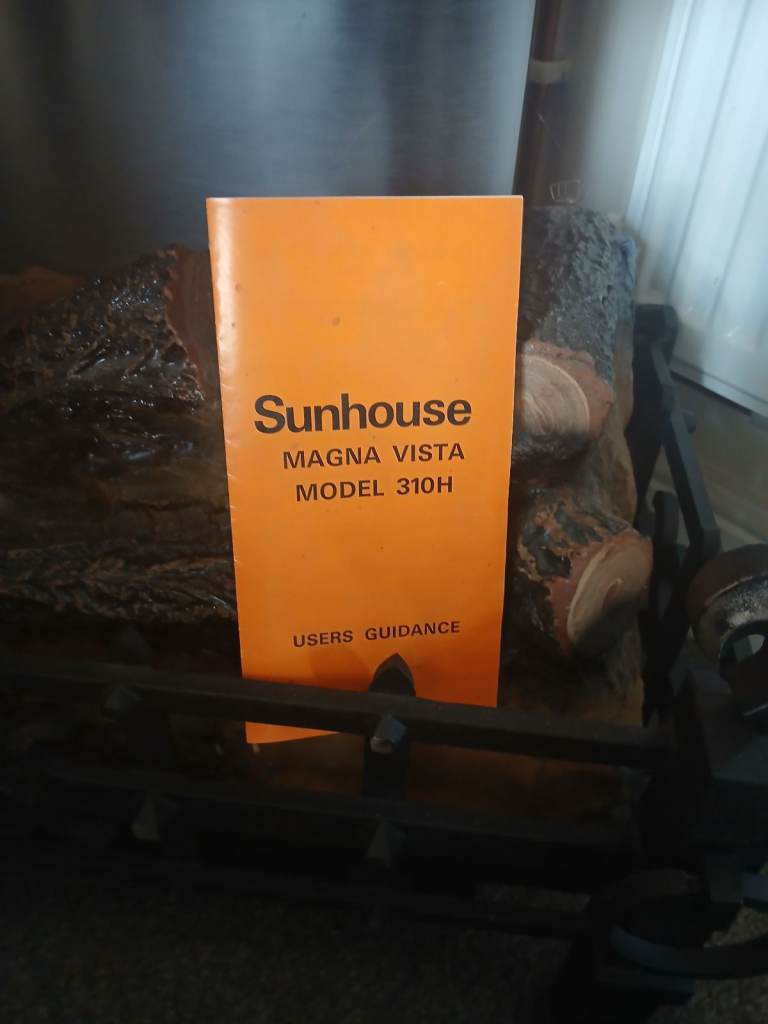 Sunhouse
MAGNA VISTA
MODEL 310H
USERS GUIDANCE